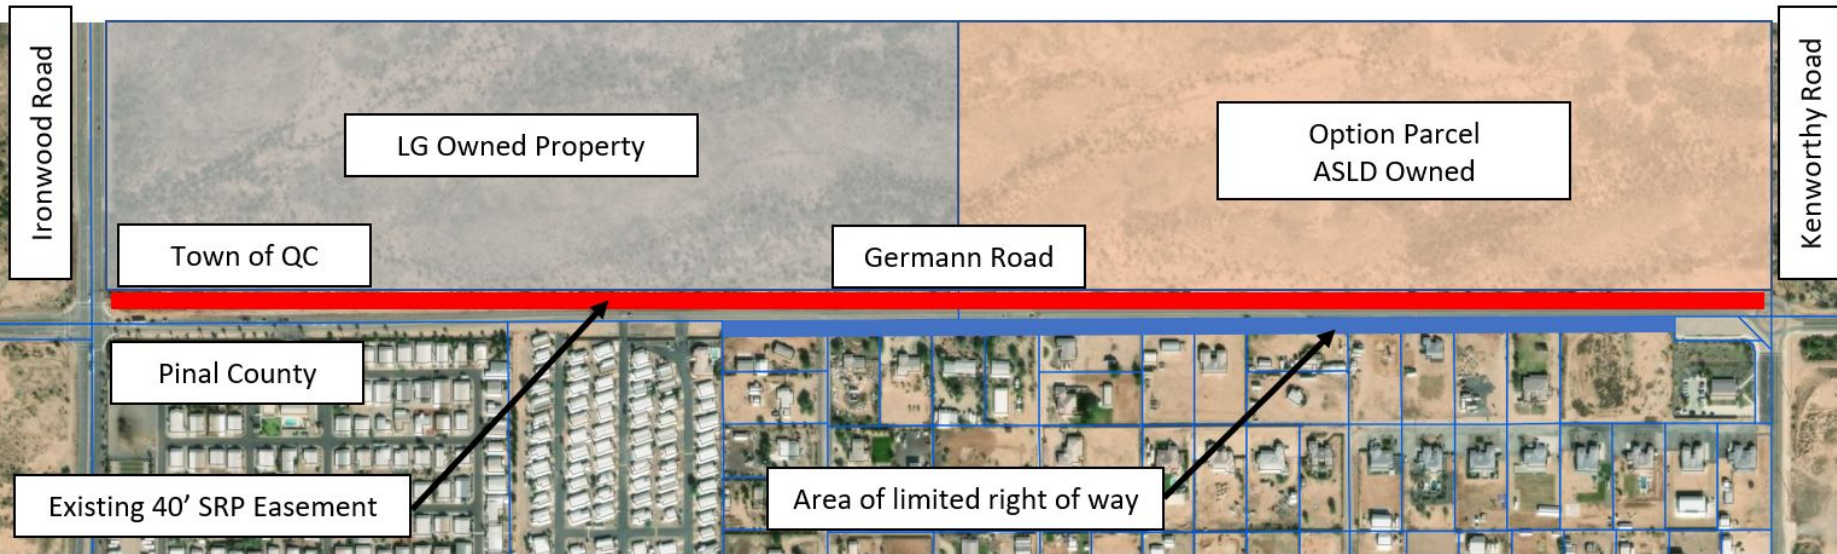 Ironwood Road
LG Owned Property
Option Parcel
ASLD Owned
Kenworthy Road
Town of QC
Germann Road
Pinal County
Existing 40’ SRP Easement
Area of limited right of way